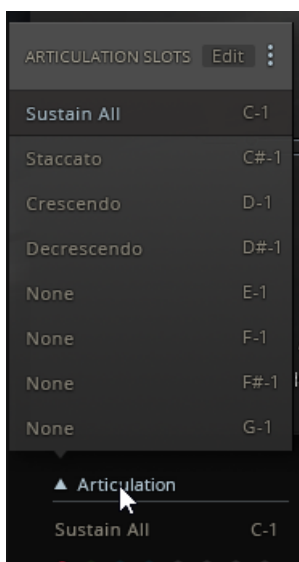 ARTICULATION SLOTS Edit
Sustain All C-1
Staccato C#-1
Crescendo D-1
Decrescendo D#-1
None E-1
None F-1
None F#-1
None G-1
▲ Articulation
Sustain All C-1